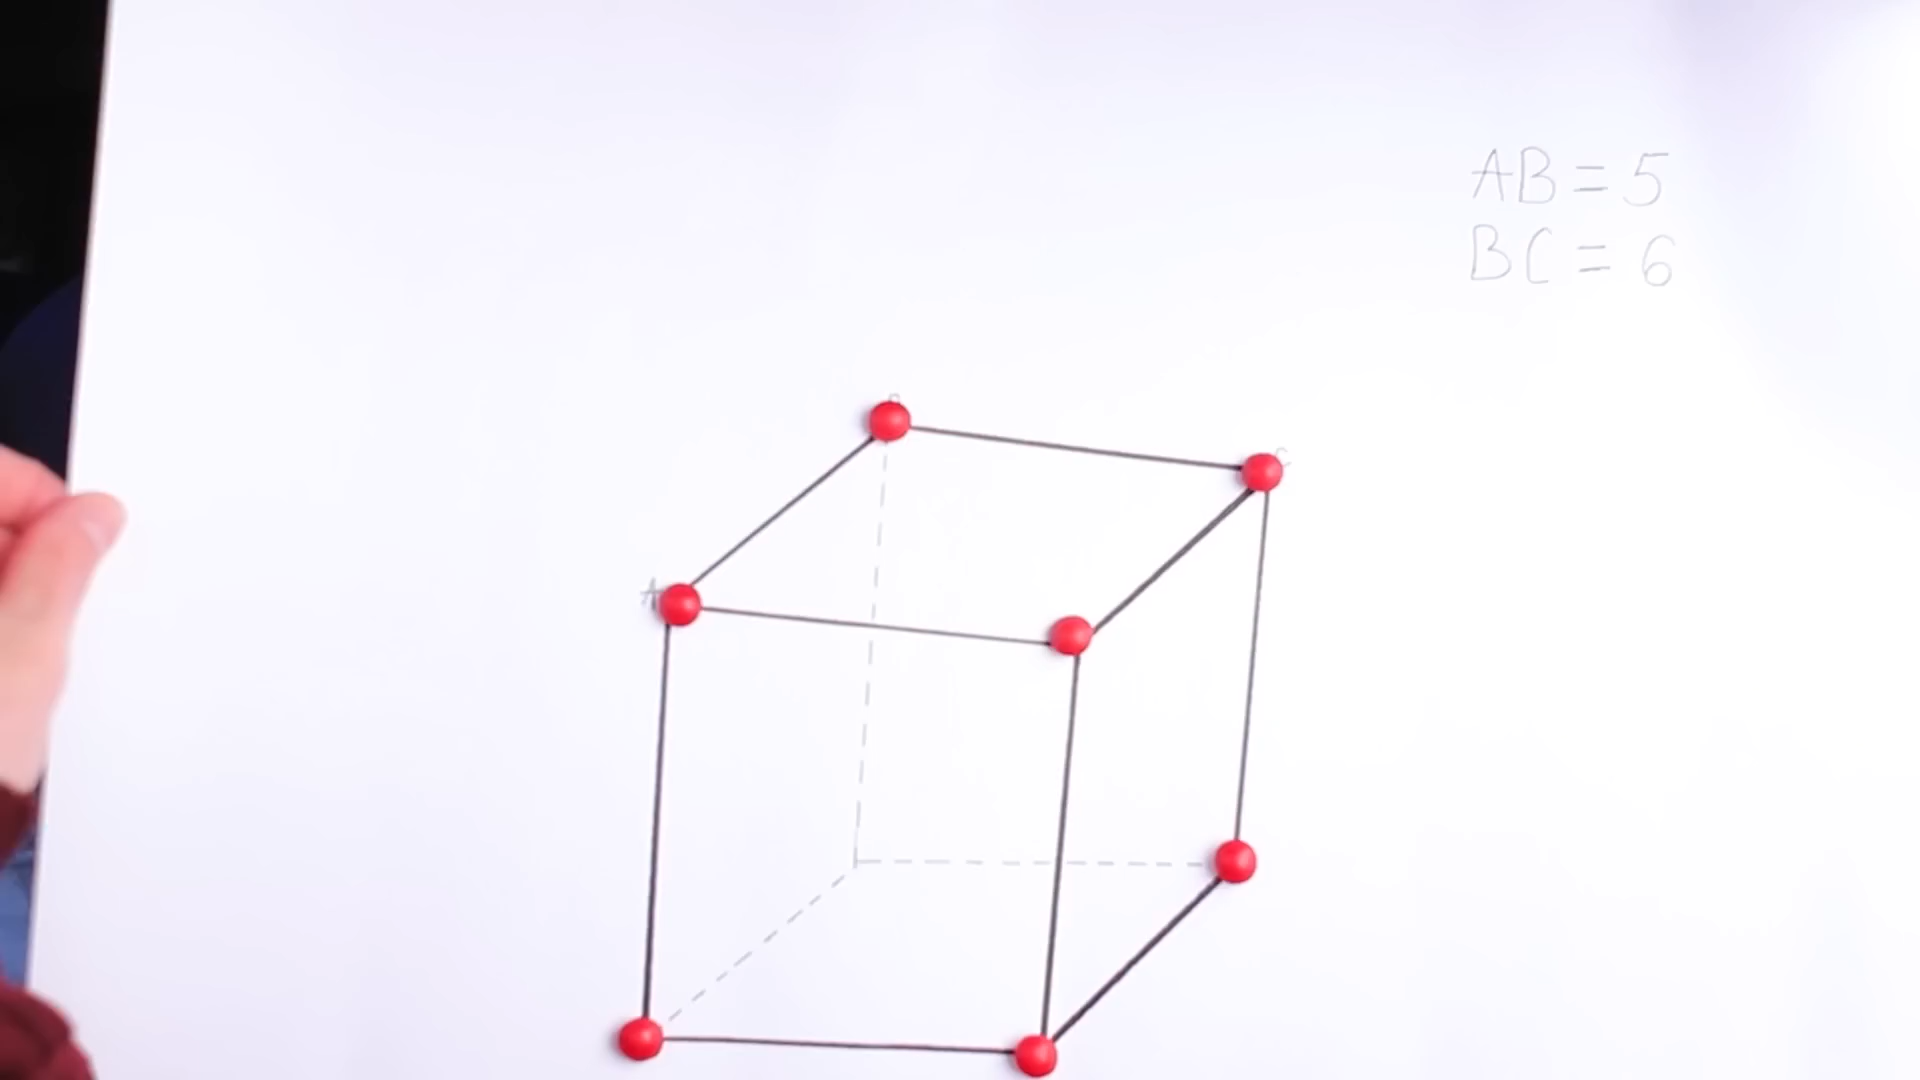 AB = 5
BC = 6
C
A